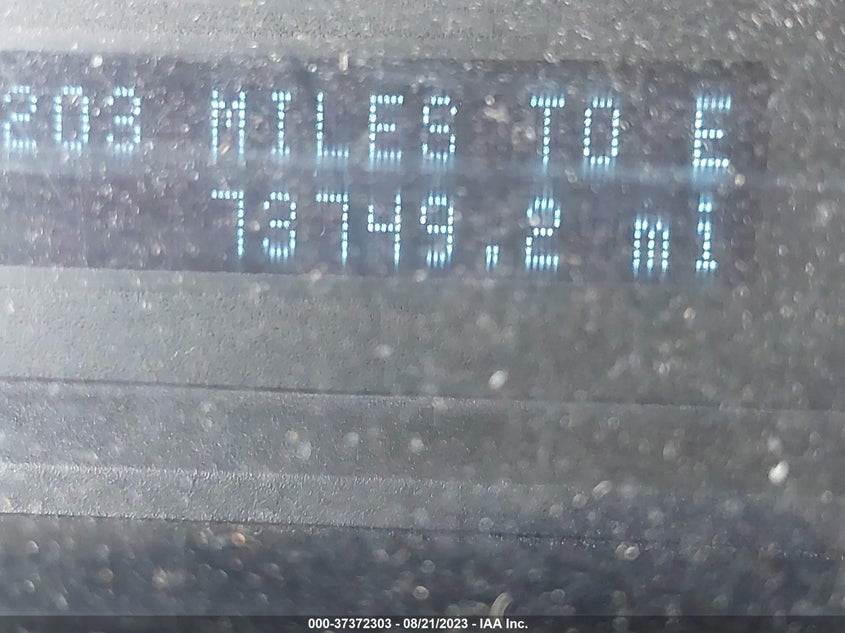 203 MILES TO E
73749.2 mi
000-37372303 - 08/21/2023 - IAA Inc.